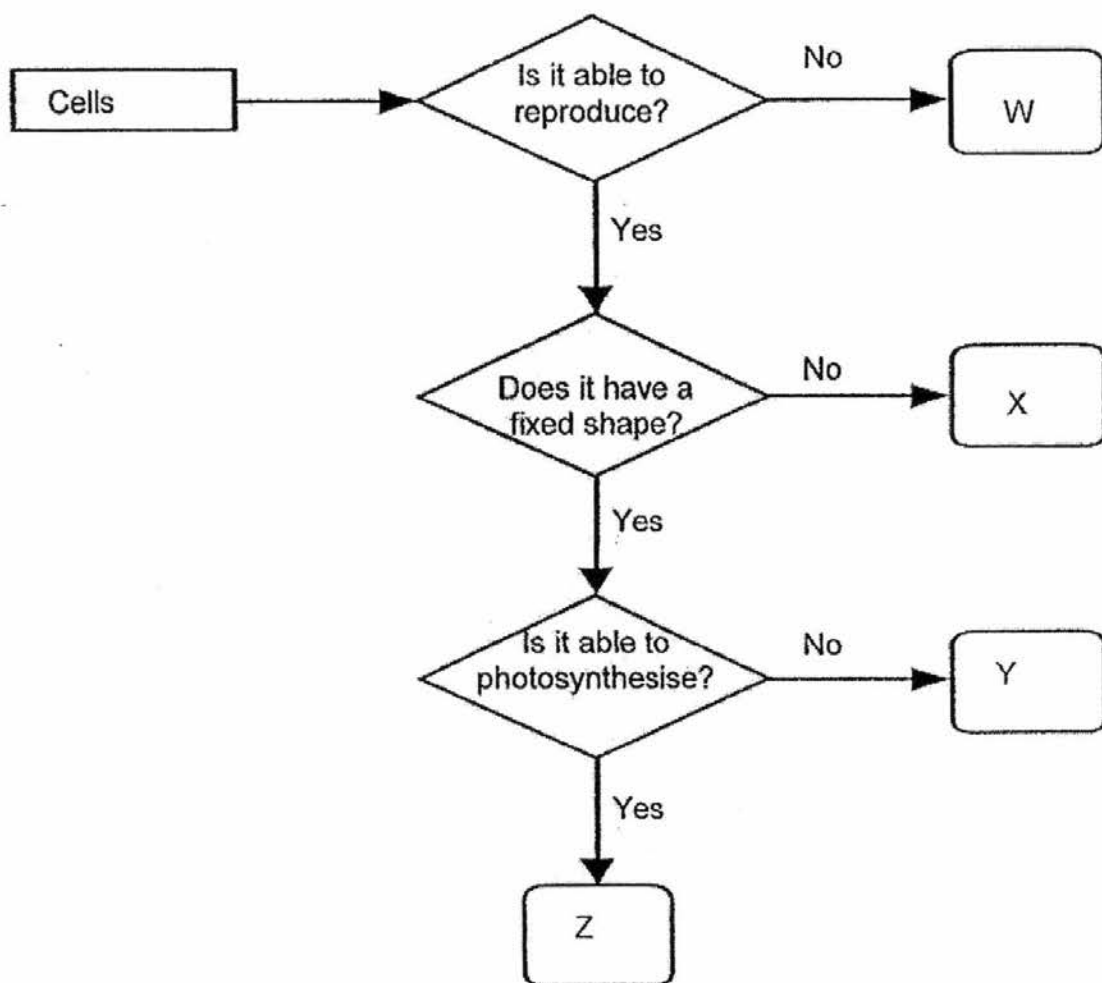 Cells
Is it able to
reproduce?
No
W
Yes
Does it have a
fixed shape?
No
X
Yes
Is it able to
photosynthesise?
No
Y
Yes
Z